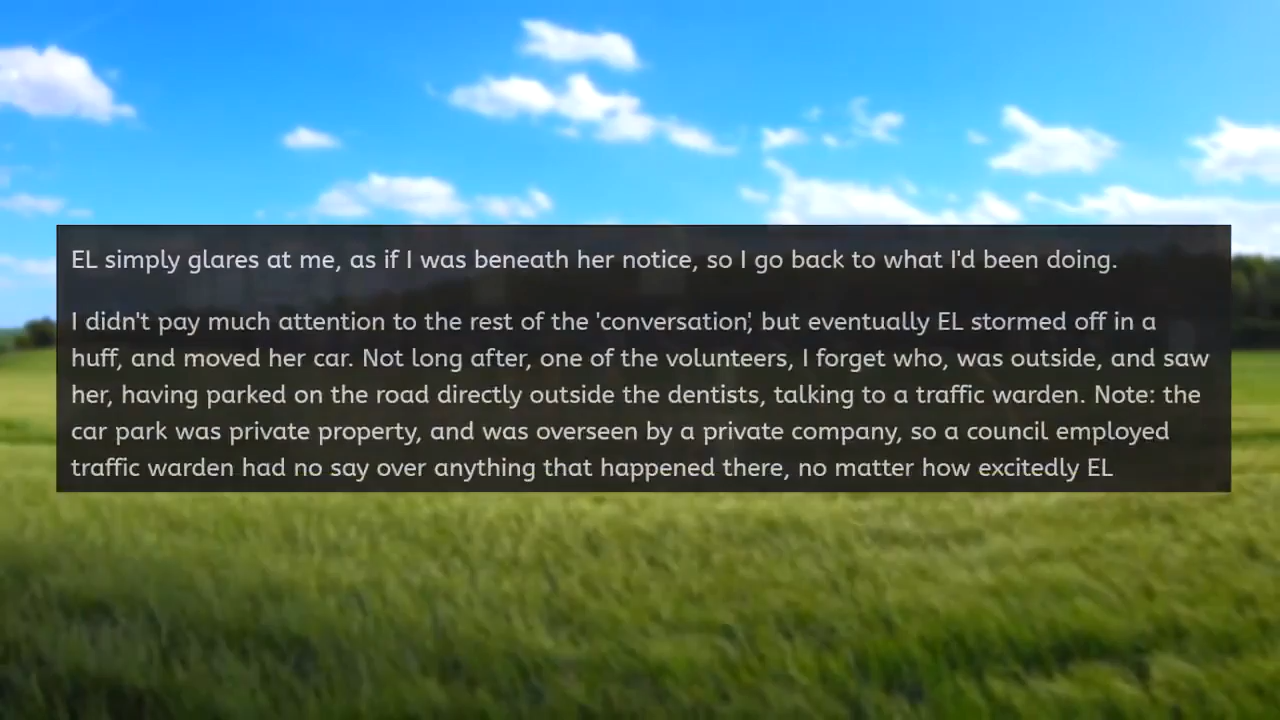 EL simply glares at me, as if I was beneath her notice, so I go back to what I'd been doing.
I didn't pay much attention to the rest of the 'conversation', but eventually EL stormed off in a
huff, and moved her car. Not long after, one of the volunteers, I forget who, was outside, and saw
her, having parked on the road directly outside the dentists, talking to a traffic warden. Note: the
car park was private property, and was overseen by a private company, so a council employed
traffic warden had no say over anything that happened there, no matter how excitedly EL